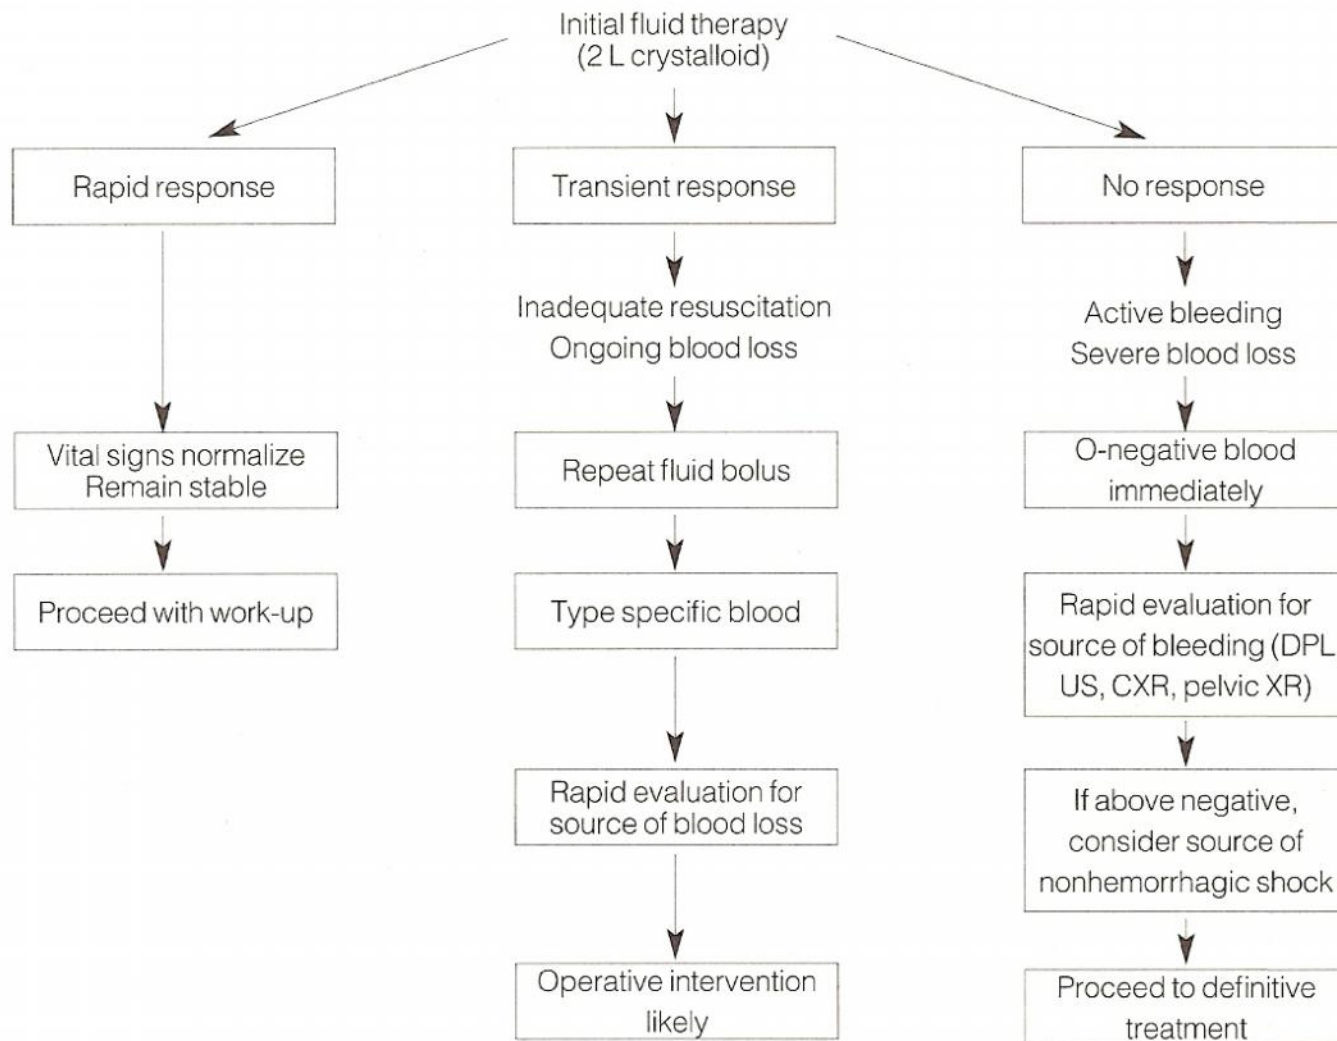 Initial fluid therapy
(2 L crystalloid)
Rapid response
Vital signs normalize
Remain stable
Proceed with work-up
Transient response
Inadequate resuscitation
Ongoing blood loss
Repeat fluid bolus
Type specific blood
Rapid evaluation for
source of blood loss
Operative intervention
likely
No response
Active bleeding
Severe blood loss
O-negative blood
immediately
Rapid evaluation for
source of bleeding (DPL
US, CXR, pelvic XR)
If above negative,
consider source of
nonhemorrhagic shock
Proceed to definitive
treatment